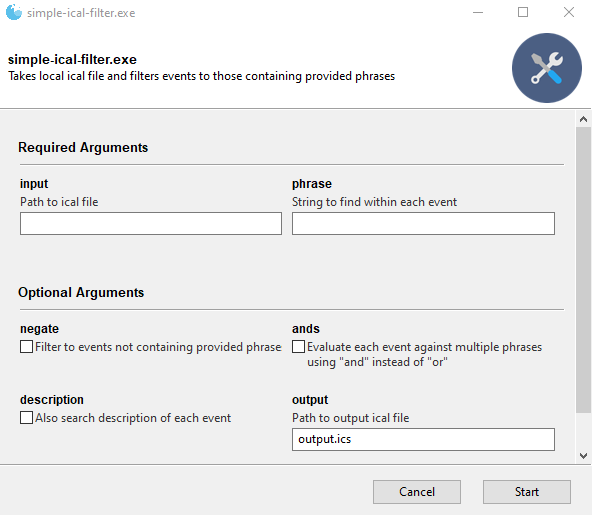 simple-ical-filter.exe
simple-ical-filter.exe
Takes local ical file and filters events to those containing provided phrases
Required Arguments
input
Path to ical file
phrase
String to find within each event
Optional Arguments
negate
Filter to events not containing provided phrase
ands
Evaluate each event against multiple phrases
using "and" instead of "or"
description
Also search description of each event
output
Path to output ical file
output.ics
Cancel
Start